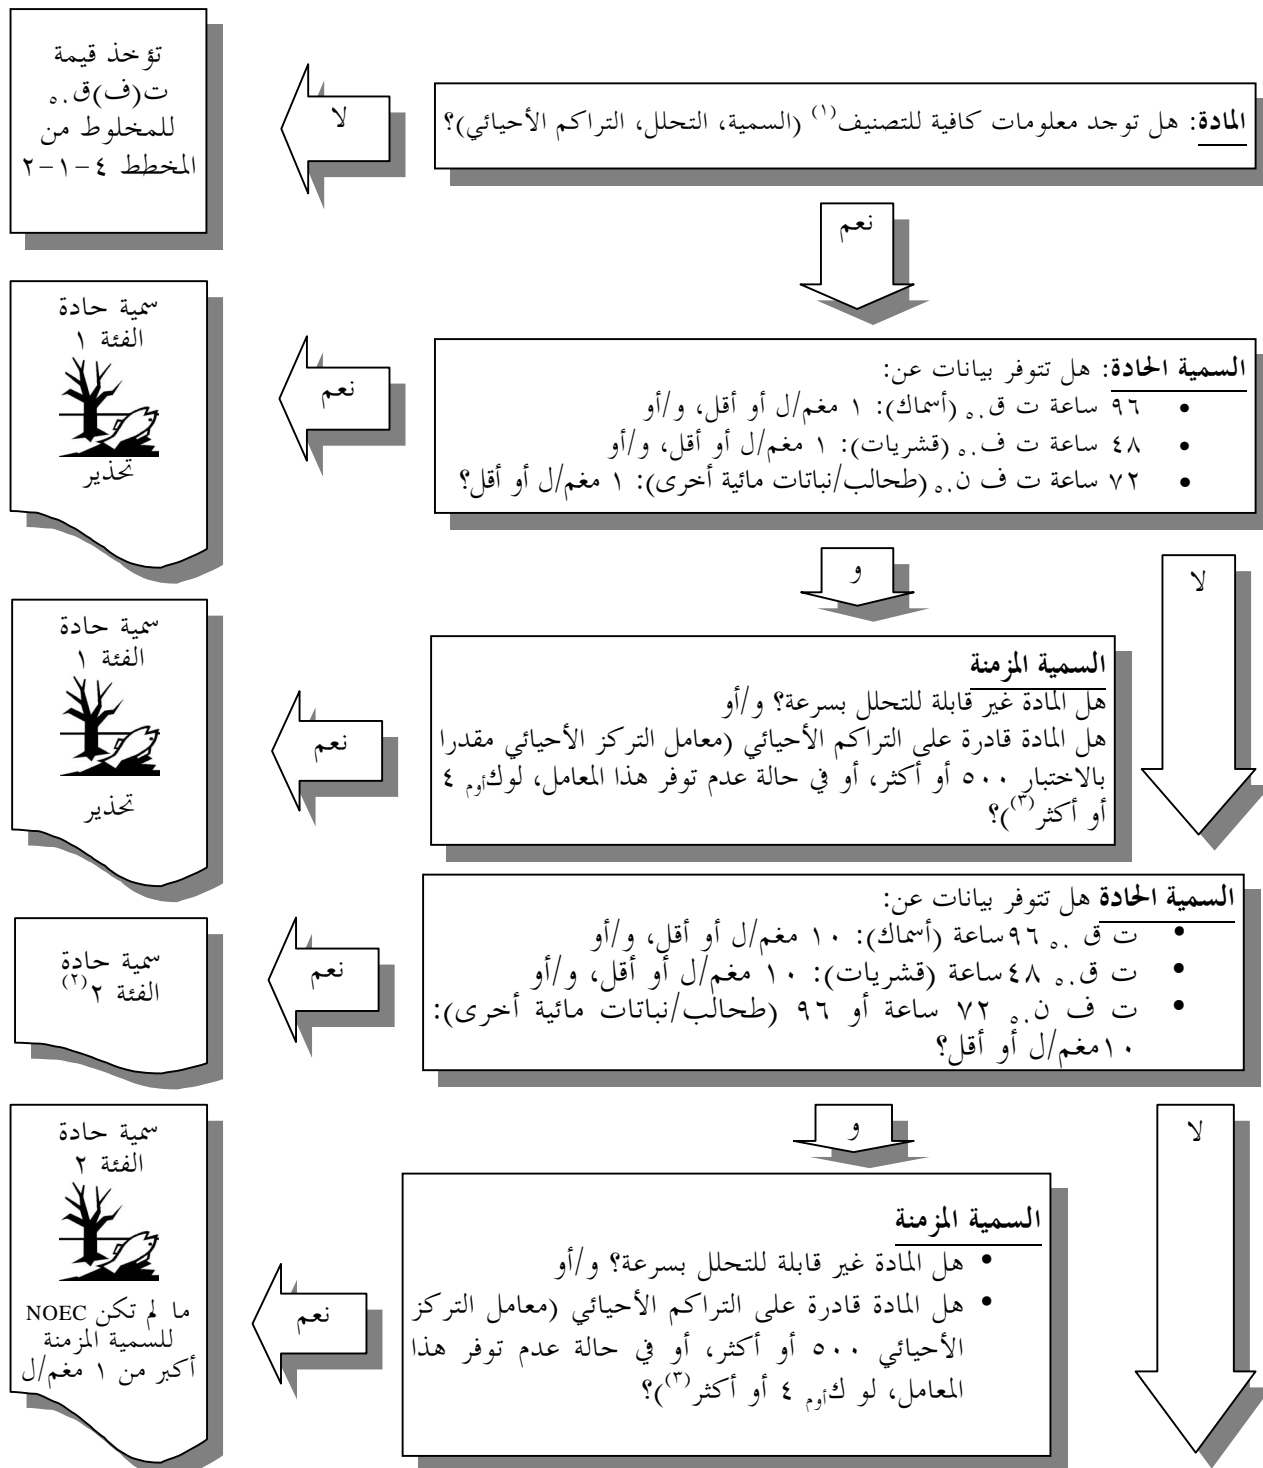 المادة: هل توجد معلومات كافية للتصنيف(١) (السمية، التحلل، التراكم الأحيائي)؟
لا
تؤخذ قيمة
ت(ف)ق٥٠
للمخلوط من
المخطط ٤-١-٢
نعم
السمية الحادة: هل تتوفر بيانات عن:
• ٩٦ ساعة ت ق٥٠ (أسماك): ١ مغم/ل أو أقل، و/أو
• ٤٨ ساعة ت ف٥٠ (قشريات): ١ مغم/ل أو أقل، و/أو
• ٧٢ ساعة ت ف ن٥٠ (طحالب/نباتات مائية أخرى): ١ مغم/ل أو أقل؟
نعم
سمية حادة
الفئة ١
تحذير
و
لا
السمية المزمنة
هل المادة غير قابلة للتحلل بسرعة؟ و/أو
هل المادة قادرة على التراكم الأحيائي (معامل التركز الأحيائي مقدرا
بالاختبار ٥٠٠ أو أكثر، أو في حالة عدم توفر هذا المعامل، لوكأوم ٤
أو أكثر(٣))؟
نعم
سمية حادة
الفئة ١
تحذير
السمية الحادة هل تتوفر بيانات عن:
• ت ق ٥٠ ٩٦ساعة (أسماك): ١٠ مغم/ل أو أقل، و/أو
• ت ق٥٠ ٤٨ساعة (قشريات): ١٠ مغم/ل أو أقل، و/أو
• ت ف ن٥٠ ٧٢ ساعة أو ٩٦ (طحالب/نباتات مائية أخرى):
١٠مغم/ل أو أقل؟
نعم
سمية حادة
الفئة ٢(٢)
و
لا
السمية المزمنة
• هل المادة غير قابلة للتحلل بسرعة؟ و/أو
• هل المادة قادرة على التراكم الأحيائي (معامل التركز
الأحيائي ٥٠٠ أو أكثر، أو في حالة عدم توفر هذا
المعامل، لو كأوم ٤ أو أكثر(٣))؟
نعم
سمية حادة
الفئة ٢
ما لم تكن NOEC
للسمية المزمنة
أكبر من ١ مغم/ل